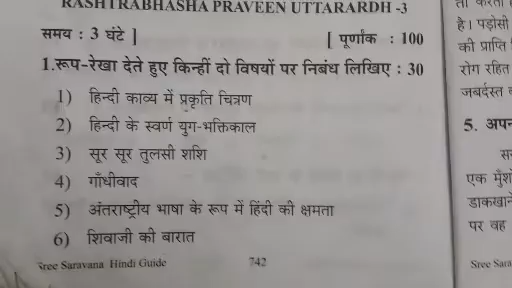 RASHTRABHASHA PRAVEEN UTTARARDH -3
समय : 3 घंटे ] [ पूर्णांक : 100
1.रूप-रेखा देते हुए किन्हीं दो विषयों पर निबंध लिखिए : 30
1) हिन्दी काव्य में प्रकृति चित्रण
2) हिन्दी के स्वर्ण युग-भक्तिकाल
3) सूर सूर तुलसी शशि
4) गाँधीवाद
5) अंतराष्ट्रीय भाषा के रूप में हिंदी की क्षमता
6) शिवाजी की बारात
Sree Saravana Hindi Guide 742
है। पड़ोसी
की प्राप्ति
रोग रहित
जबर्दस्त
5. अपन
एक मुंशी
डाकखाने
पर वह
Sree Sara